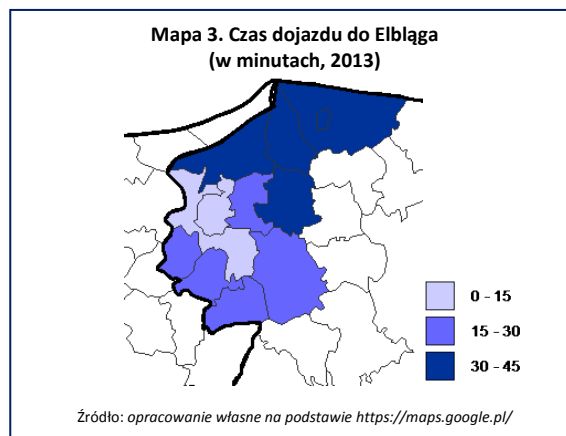 Mapa 3. Czas dojazdu do Elbląga
(w minutach, 2013)
0 - 15
15 - 30
30 - 45
Źródło: opracowanie własne na podstawie https://maps.google.pl/